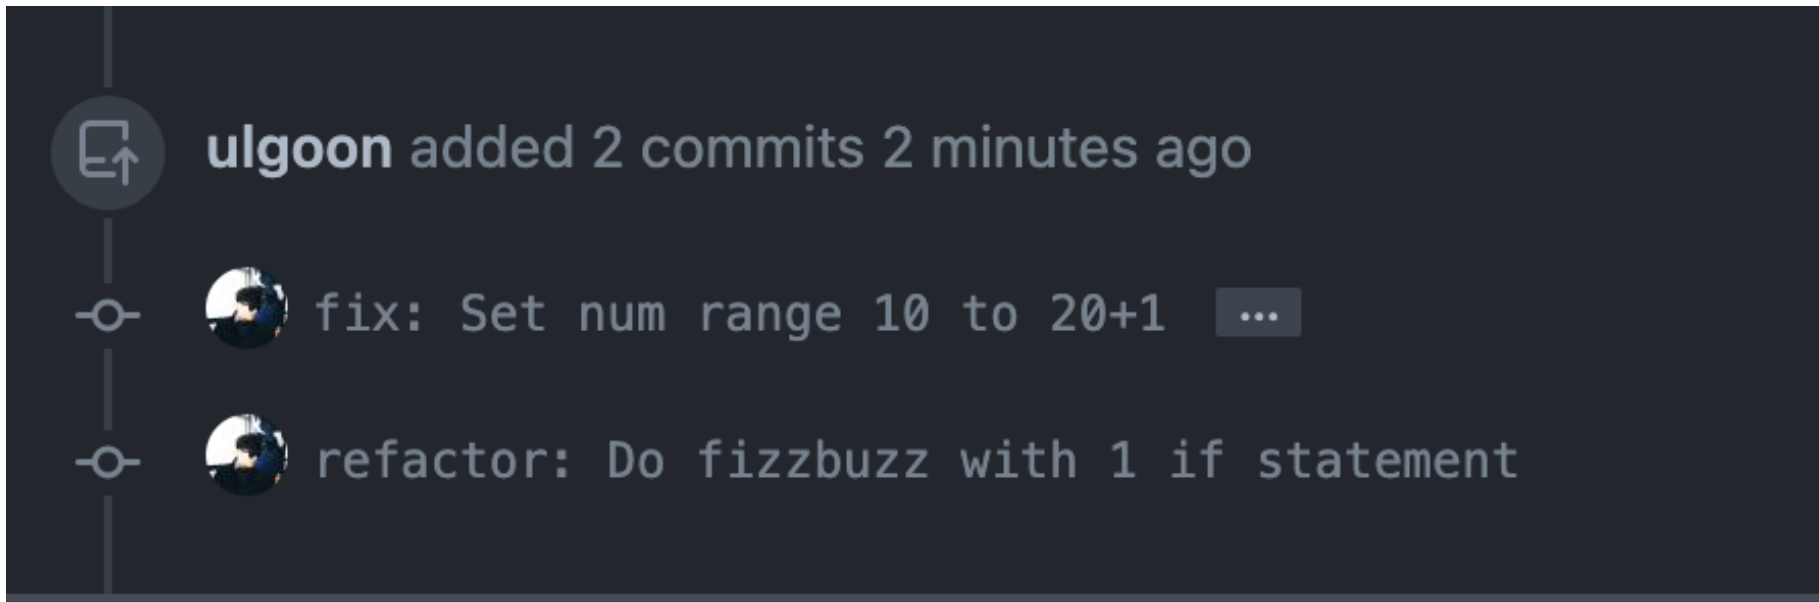 ulgoon added 2 commits 2 minutes ago
fix: Set num range 10 to 20+1 ...
refactor: Do fizzbuzz with 1 if statement